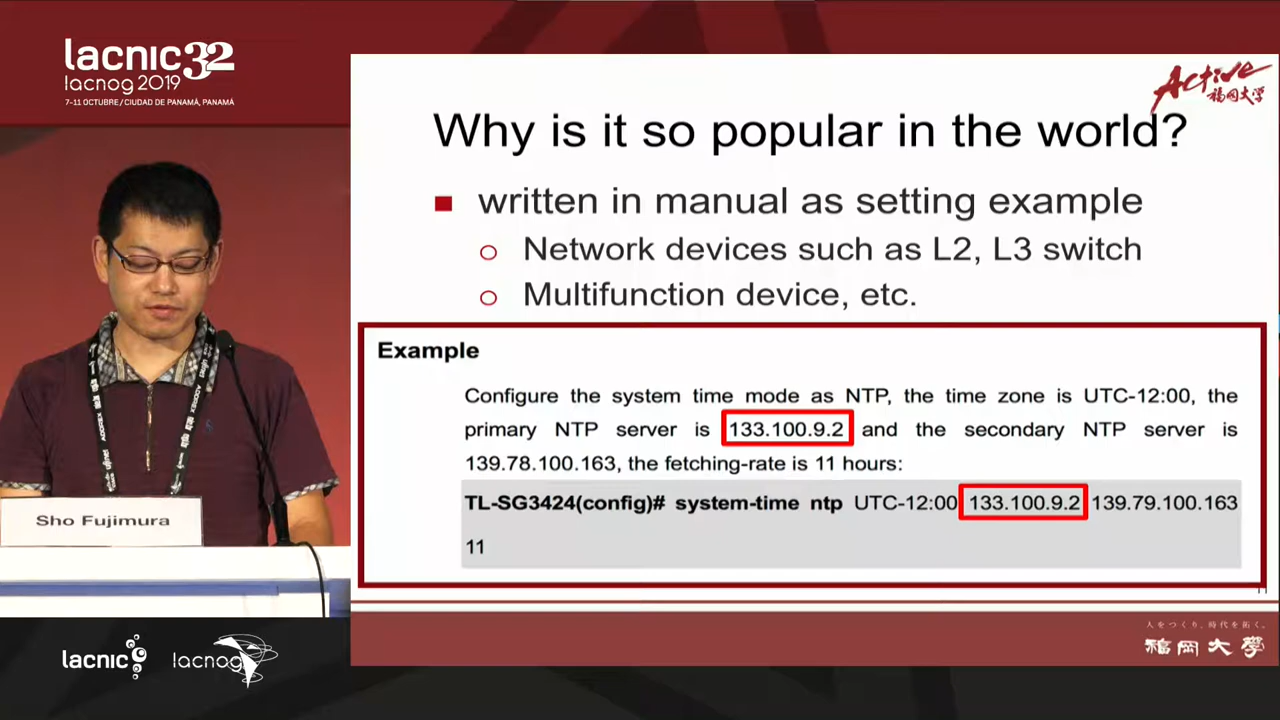 lacnic32
lacnog 2019
7-11 OCTUBRE / CIUDAD DE PANAMÁ, PANAMÁ
Active
福岡大学
Why is it so popular in the world?
written in manual as setting example
Network devices such as L2, L3 switch
Multifunction device, etc.
Example
Configure the system time mode as NTP, the time zone is UTC-12:00, the
primary NTP server is 133.100.9.2 and the secondary NTP server is
139.78.100.163, the fetching-rate is 11 hours:
TL-SG3424(config)# system-time ntp UTC-12:00 133.100.9.2 139.79.100.163
11
Sho Fujimura
人をつくり、時代を拓く。
福岡大學
lacnic
lacnog